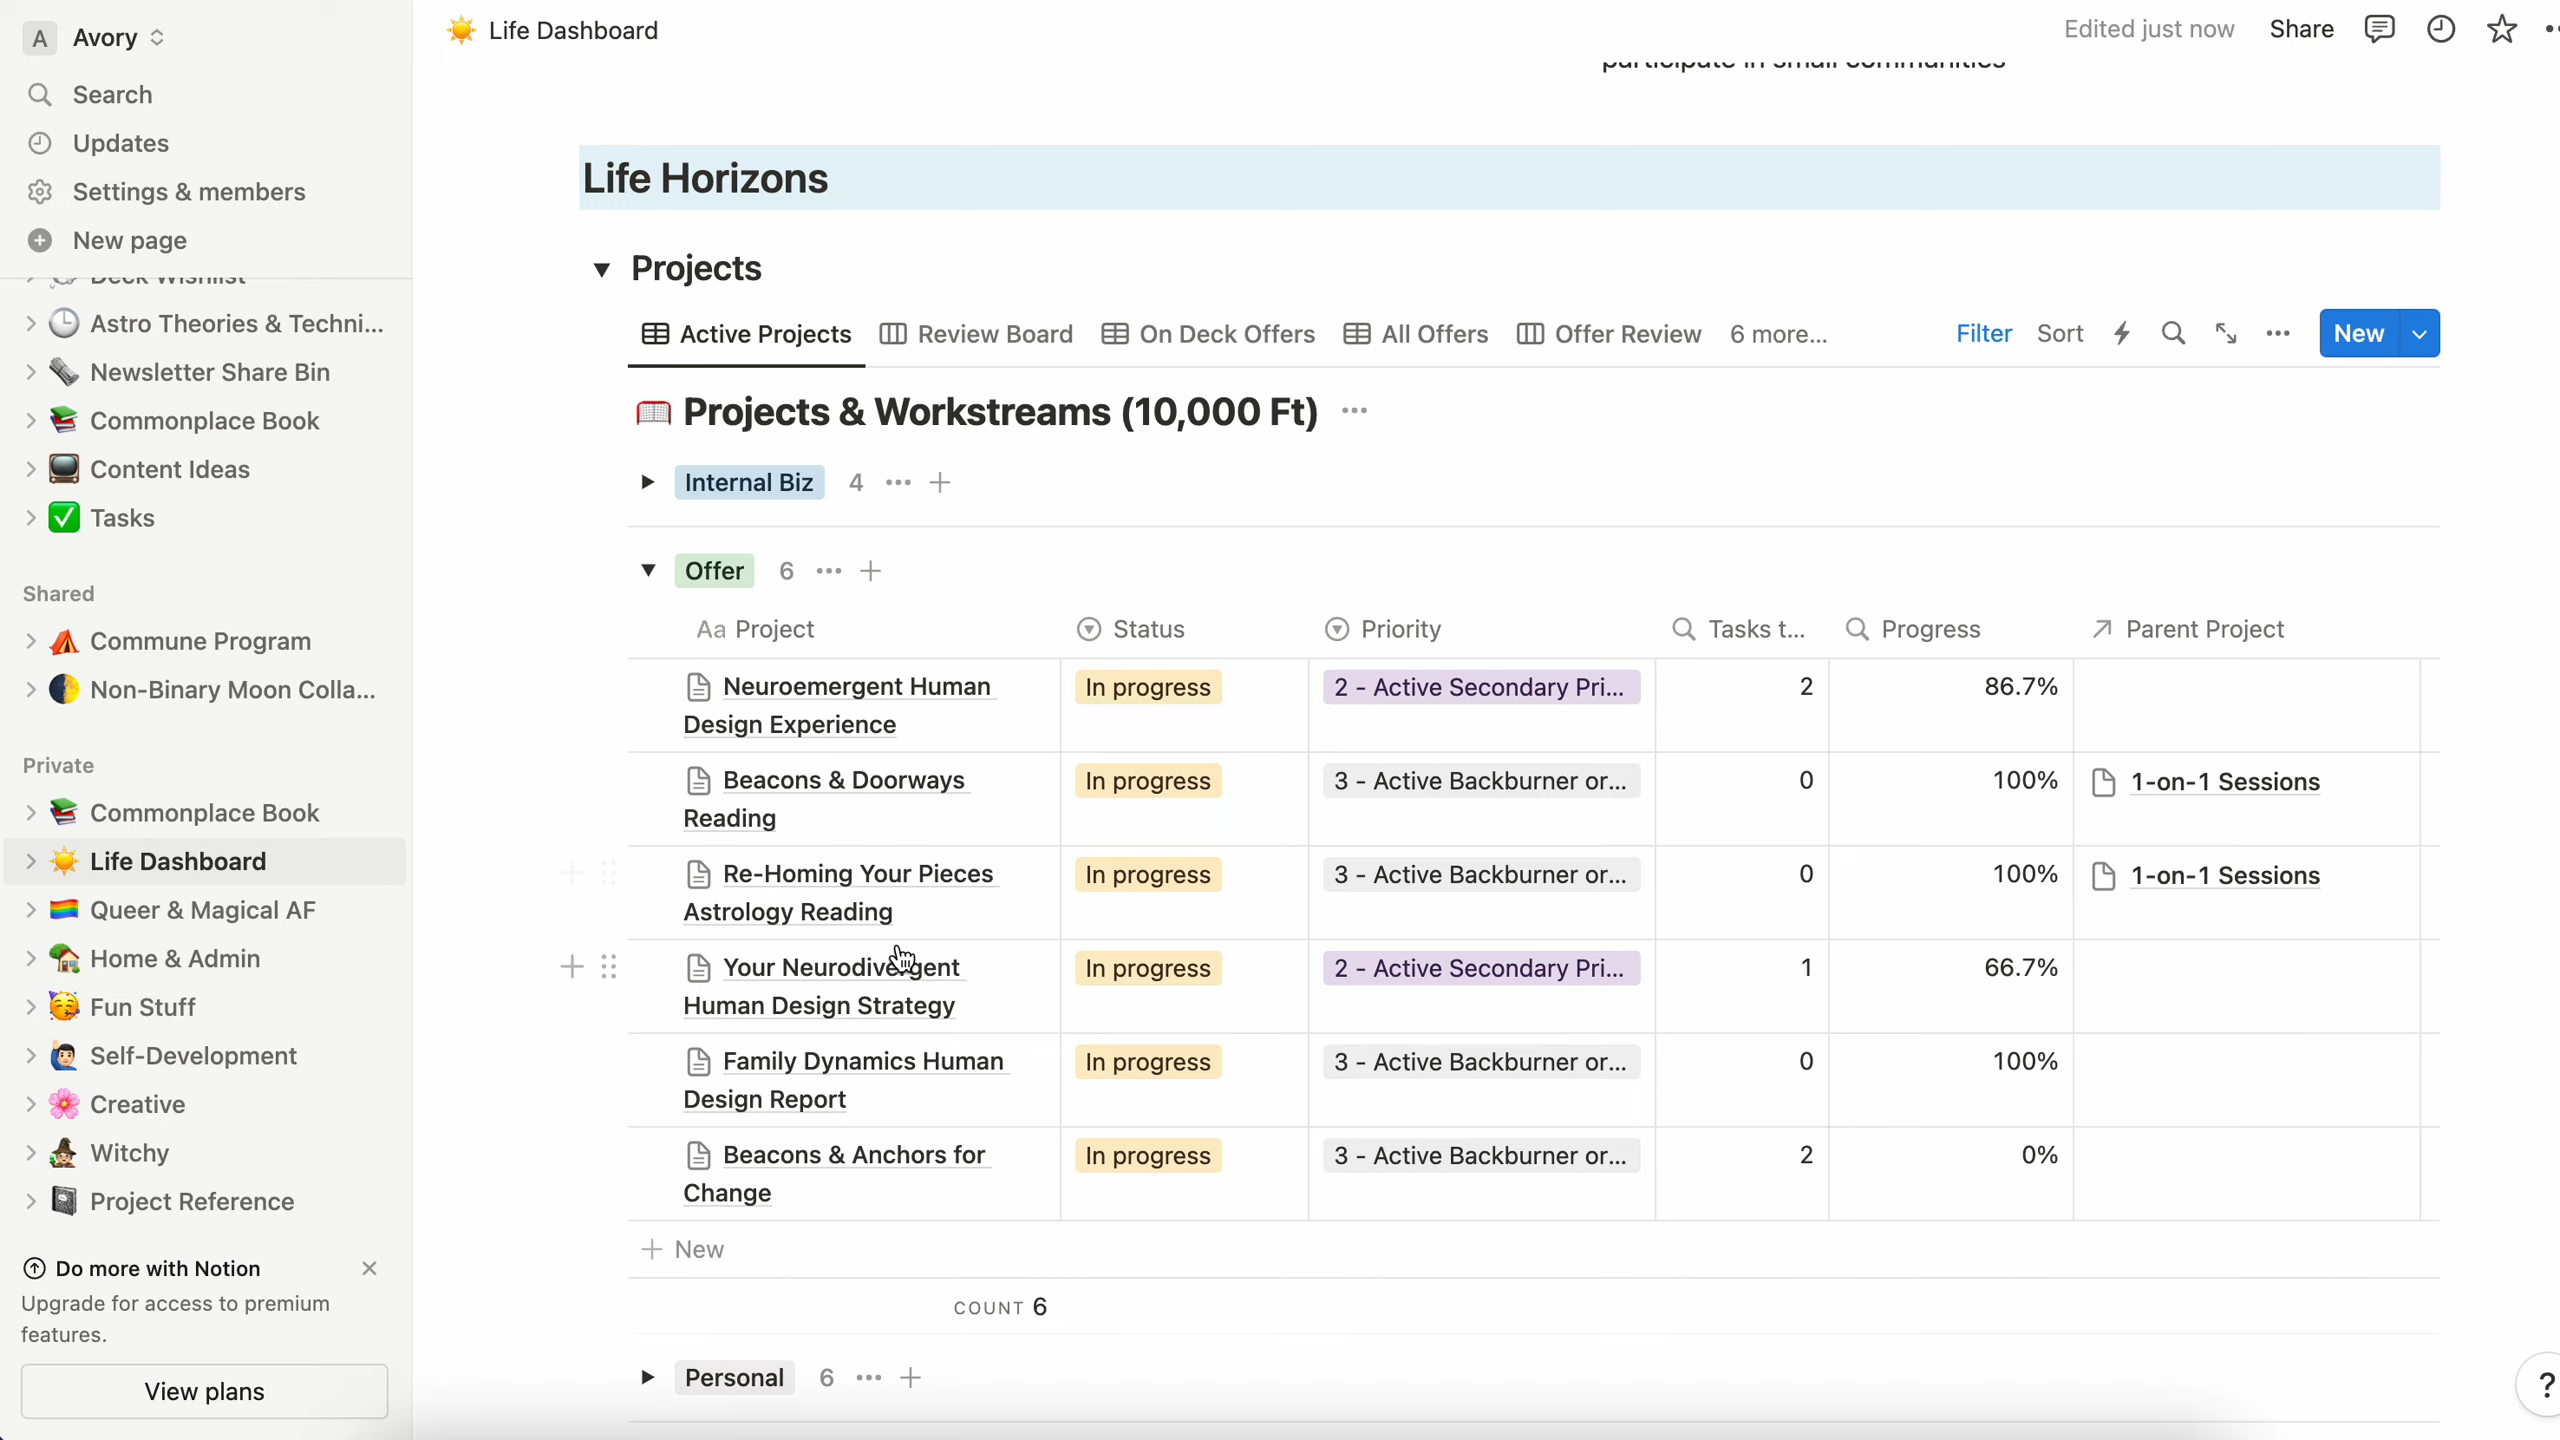 A Avory
Search
Updates
Settings & members
New page
Deck Wishlist
Astro Theories & Techni...
Newsletter Share Bin
Commonplace Book
Content Ideas
Tasks
Shared
Commune Program
Non-Binary Moon Colla...
Private
Commonplace Book
Life Dashboard
Queer & Magical AF
Home & Admin
Fun Stuff
Self-Development
Creative
Witchy
Project Reference
Do more with Notion
Upgrade for access to premium
features.
View plans
Life Dashboard
Edited just now Share
participate in small communities
Life Horizons
Projects
Active Projects Review Board On Deck Offers All Offers Offer Review 6 more... Filter Sort New
Projects & Workstreams (10,000 Ft)
Internal Biz 4
Offer 6
Aa Project Status Priority Tasks t... Progress Parent Project
Neuroemergent Human In progress 2 - Active Secondary Pri... 2 86.7%
Design Experience
Beacons & Doorways In progress 3 - Active Backburner or... 0 100% 1-on-1 Sessions
Reading
Re-Homing Your Pieces In progress 3 - Active Backburner or... 0 100% 1-on-1 Sessions
Astrology Reading
Your Neurodivergent In progress 2 - Active Secondary Pri... 1 66.7%
Human Design Strategy
Family Dynamics Human In progress 3 - Active Backburner or... 0 100%
Design Report
Beacons & Anchors for In progress 3 - Active Backburner or... 2 0%
Change
New
COUNT 6
Personal 6
?